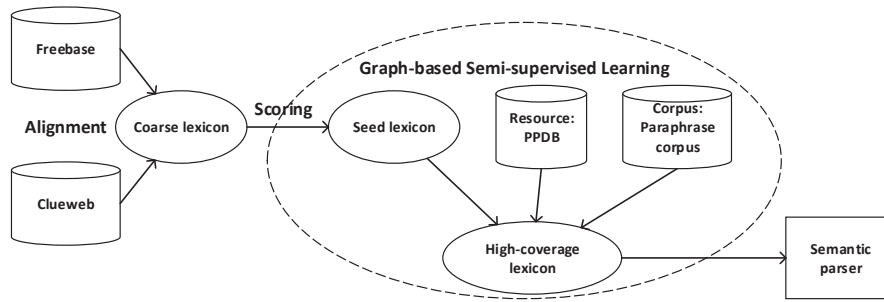 Freebase
Graph-based Semi-supervised Learning
Alignment
Coarse lexicon
Scoring
Seed lexicon
Resource:
PPDB
Corpus:
Paraphrase
corpus
Clueweb
High-coverage
lexicon
Semantic
parser